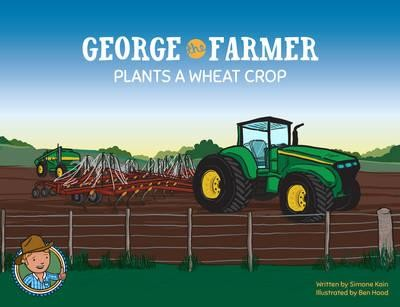 GEORGE the FARMER
PLANTS A WHEAT CROP
Written by Simone Kain
Illustrated by Ben Hood